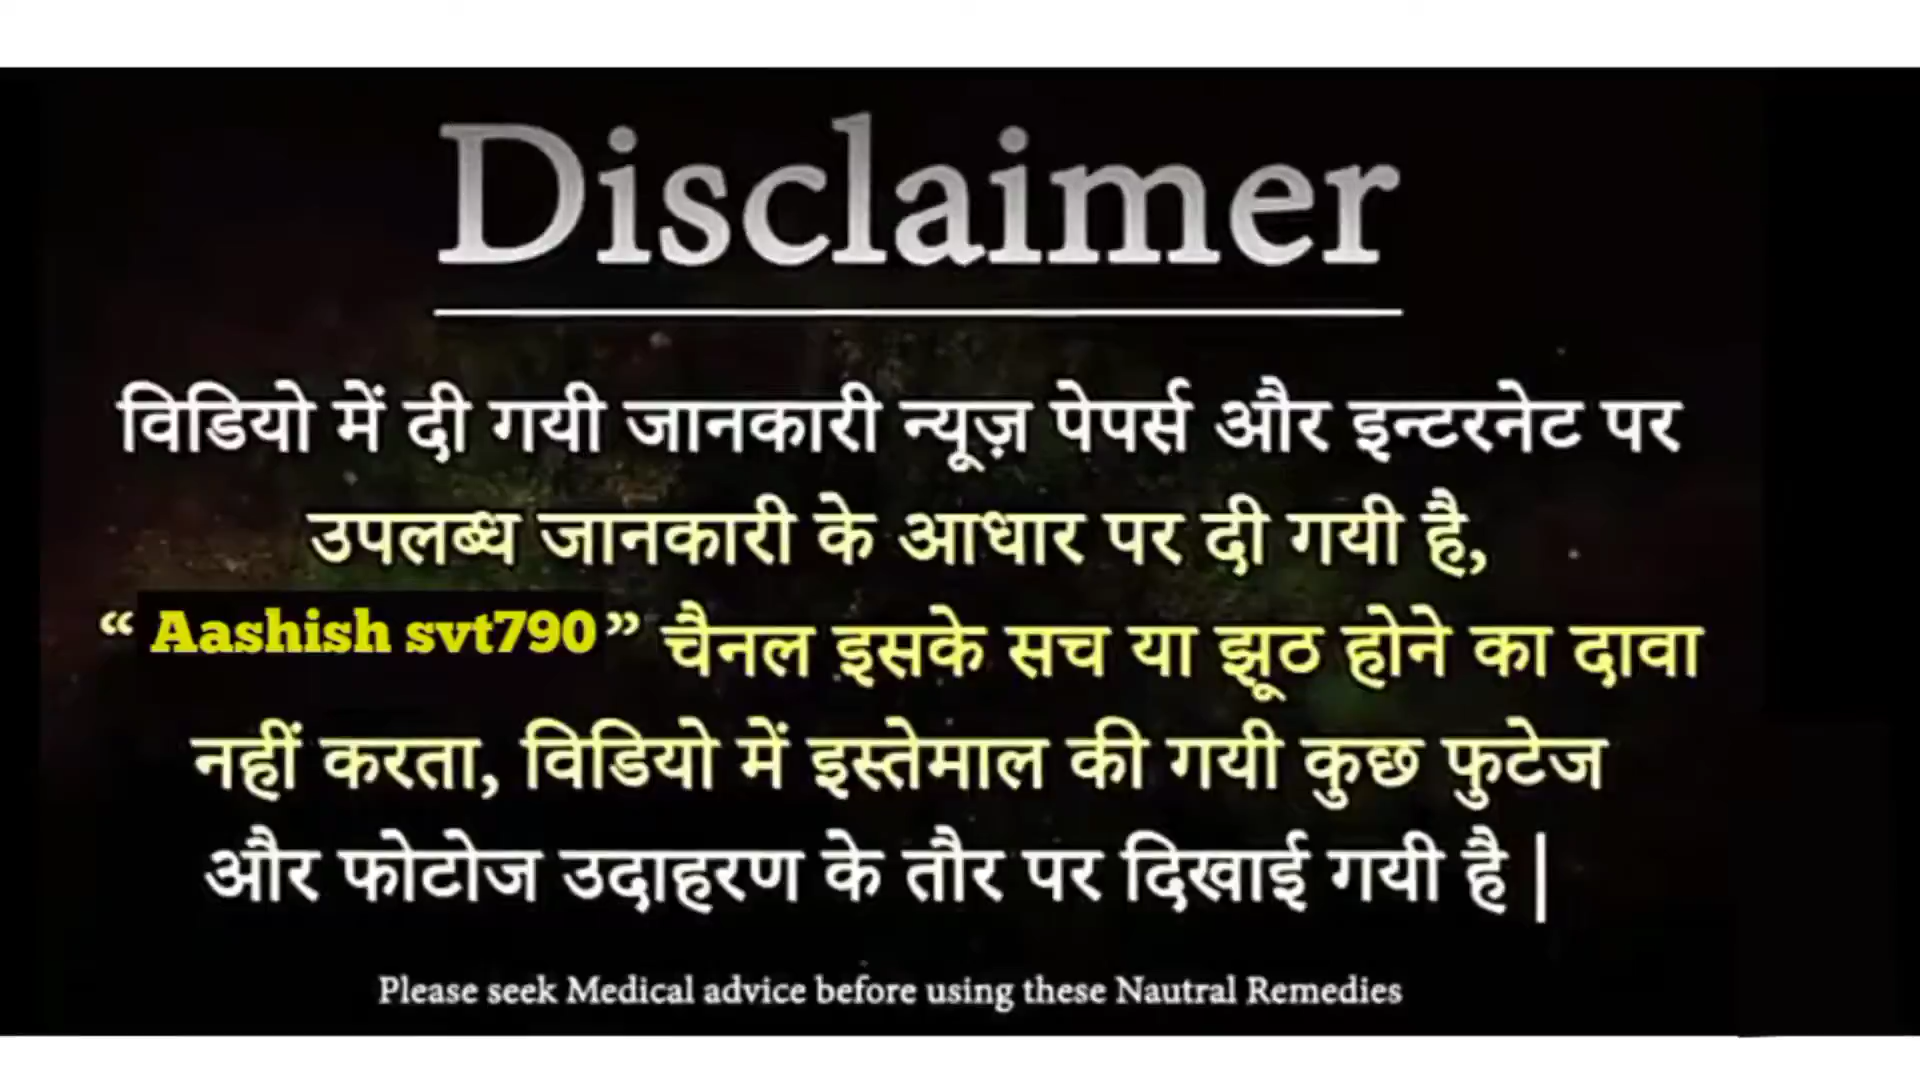 Disclaimer
विडियो में दी गयी जानकारी न्यूज़ पेपर्स और इन्टरनेट पर
उपलब्ध जानकारी के आधार पर दी गयी है,
“ Aashish svt790 ” चैनल इसके सच या झूठ होने का दावा
नहीं करता, विडियो में इस्तेमाल की गयी कुछ फुटेज
और फोटोज उदाहरण के तौर पर दिखाई गयी है |
Please seek Medical advice before using these Nautral Remedies